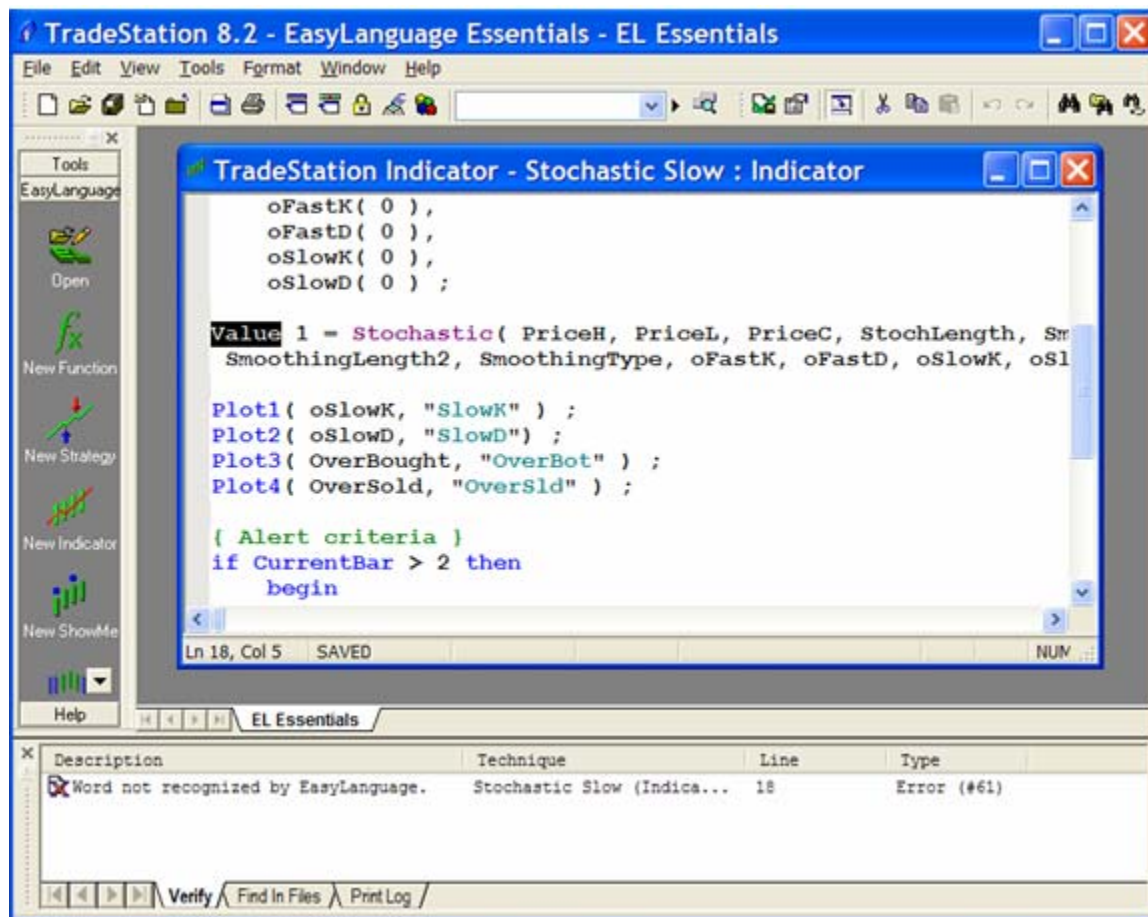 TradeStation 8.2 - EasyLanguage Essentials - EL Essentials
File Edit View Tools Format Window Help
Tools
EasyLanguage
Open
New Function
New Strategy
New Indicator
New ShowMe
Help
TradeStation Indicator - Stochastic Slow : Indicator
oFastK( 0 ),
oFastD( 0 ),
oSlowK( 0 ),
oSlowD( 0 ) ;
Value 1 = Stochastic( PriceH, PriceL, PriceC, StochLength, Sm
SmoothingLength2, SmoothingType, oFastK, oFastD, oSlowK, oSl
Plot1( oSlowK, "SlowK" ) ;
Plot2( oSlowD, "SlowD") ;
Plot3( OverBought, "OverBot" ) ;
Plot4( OverSold, "OverSld" ) ;
{ Alert criteria }
if CurrentBar > 2 then
begin
Ln 18, Col 5 SAVED NUM
EL Essentials
Description Technique Line Type
Word not recognized by EasyLanguage. Stochastic Slow (Indica... 18 Error (#61)
Verify Find In Files Print Log